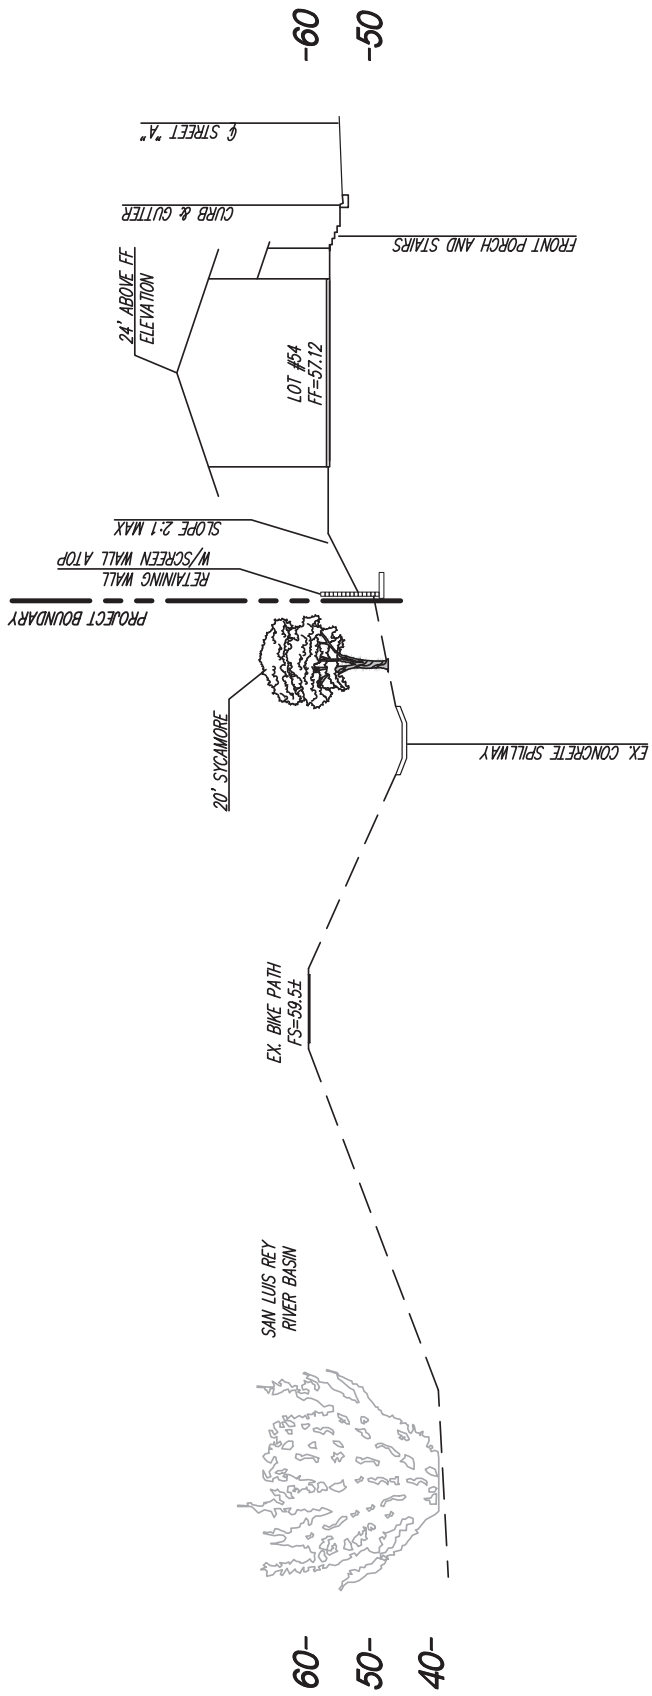 60-
50-
40-
SAN LUIS REY
RIVER BASIN
EX. BIKE PATH
FS=59.5±
20' SYCAMORE
EX. CONCRETE SPILLWAY
PROJECT BOUNDARY
RETAINING WALL
W/SCREEN WALL ATOP
SLOPE 2:1 MAX
24' ABOVE FF
ELEVATION
LOT #54
FF=57.12
FRONT PORCH AND STAIRS
CURB & GUTTER
℄ STREET "A"
-60
-50